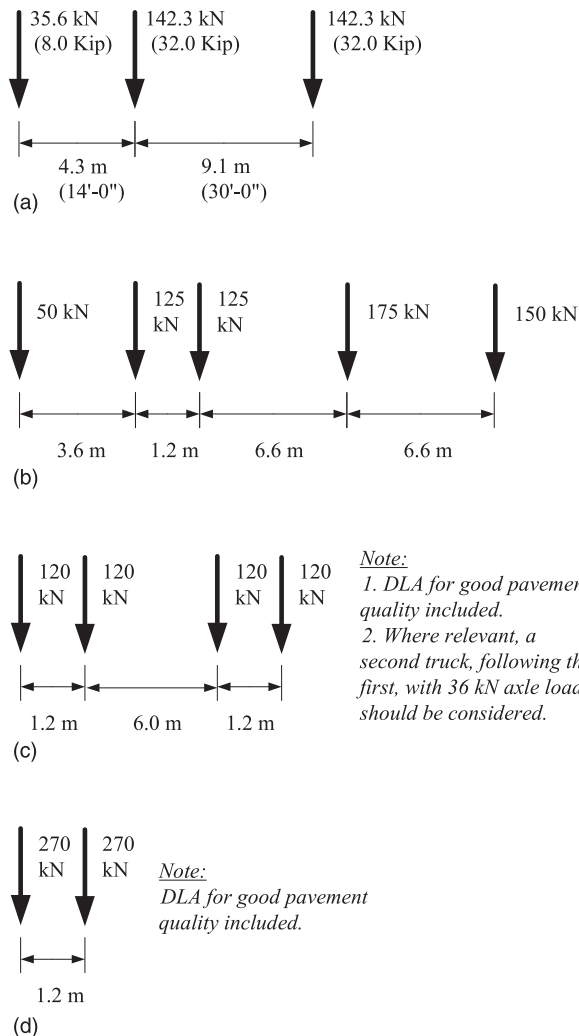 35.6 kN 142.3 kN 142.3 kN
(8.0 Kip) (32.0 Kip) (32.0 Kip)
4.3 m 9.1 m
(14'-0") (30'-0")
(a)
50 kN 125 kN 125 kN 175 kN 150 kN
3.6 m 1.2 m 6.6 m 6.6 m
(b)
120 kN 120 kN 120 kN 120 kN
1.2 m 6.0 m 1.2 m
(c)
Note:
1. DLA for good pavemen
quality included.
2. Where relevant, a
second truck, following th
first, with 36 kN axle load
should be considered.
270 kN 270 kN
1.2 m
(d)
Note:
DLA for good pavement
quality included.